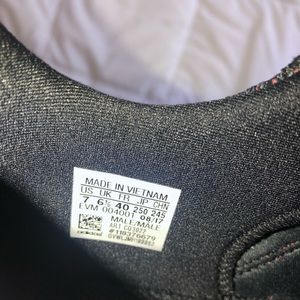 MADE IN VIETNAM
US UK FR JP CHN
7 6½ 40 250 245
EVM 004001 08/17
MALE/MALE
ART